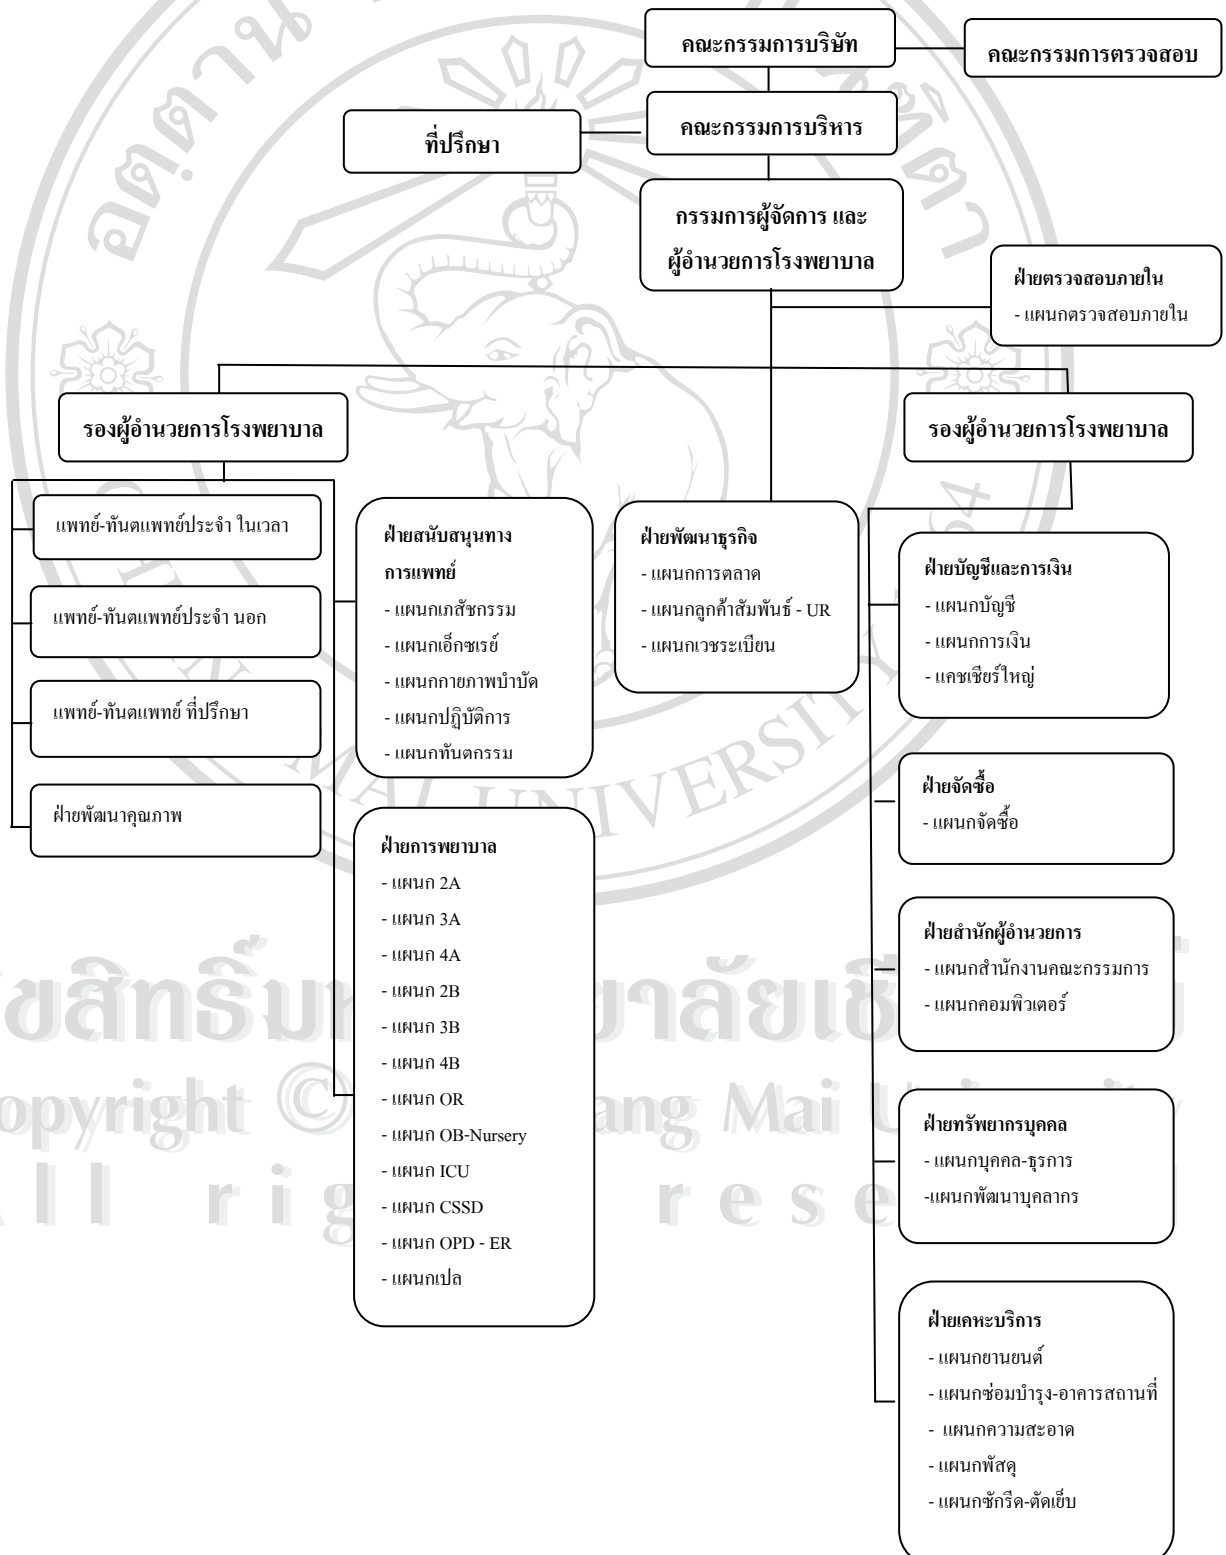 คณะกรรมการบริษัท
คณะกรรมการตรวจสอบ
คณะกรรมการบริหาร
ที่ปรึกษา
กรรมการผู้จัดการ และ
ผู้อำนวยการโรงพยาบาล
ฝ่ายตรวจสอบภายใน
- แผนกตรวจสอบภายใน
รองผู้อำนวยการโรงพยาบาล
รองผู้อำนวยการโรงพยาบาล
แพทย์-ทันตแพทย์ประจำ ในเวลา
แพทย์-ทันตแพทย์ประจำ นอก
แพทย์-ทันตแพทย์ ที่ปรึกษา
ฝ่ายพัฒนาคุณภาพ
ฝ่ายสนับสนุนทาง
การแพทย์
- แผนกเภสัชกรรม
- แผนกเอ็กซเรย์
- แผนกกายภาพบำบัด
- แผนกปฏิบัติการ
- แผนกทันตกรรม
ฝ่ายการพยาบาล
- แผนก 2A
- แผนก 3A
- แผนก 4A
- แผนก 2B
- แผนก 3B
- แผนก 4B
- แผนก OR
- แผนก OB-Nursery
- แผนก ICU
- แผนก CSSD
- แผนก OPD - ER
- แผนกเปล
ฝ่ายพัฒนาธุรกิจ
- แผนกการตลาด
- แผนกลูกค้าสัมพันธ์ - UR
- แผนกเวชระเบียน
ฝ่ายบัญชีและการเงิน
- แผนกบัญชี
- แผนกการเงิน
- แคชเชียร์ใหญ่
ฝ่ายจัดซื้อ
- แผนกจัดซื้อ
ฝ่ายสำนักผู้อำนวยการ
- แผนกสำนักงานคณะกรรมการ
- แผนกคอมพิวเตอร์
ฝ่ายทรัพยากรบุคคล
- แผนกบุคคล-ธุรการ
-แผนกพัฒนาบุคลากร
ฝ่ายเคหะบริการ
- แผนกยานยนต์
- แผนกซ่อมบำรุง-อาคารสถานที่
- แผนกความสะอาด
- แผนกพัสดุ
- แผนกซักรีด-ตัดเย็บ